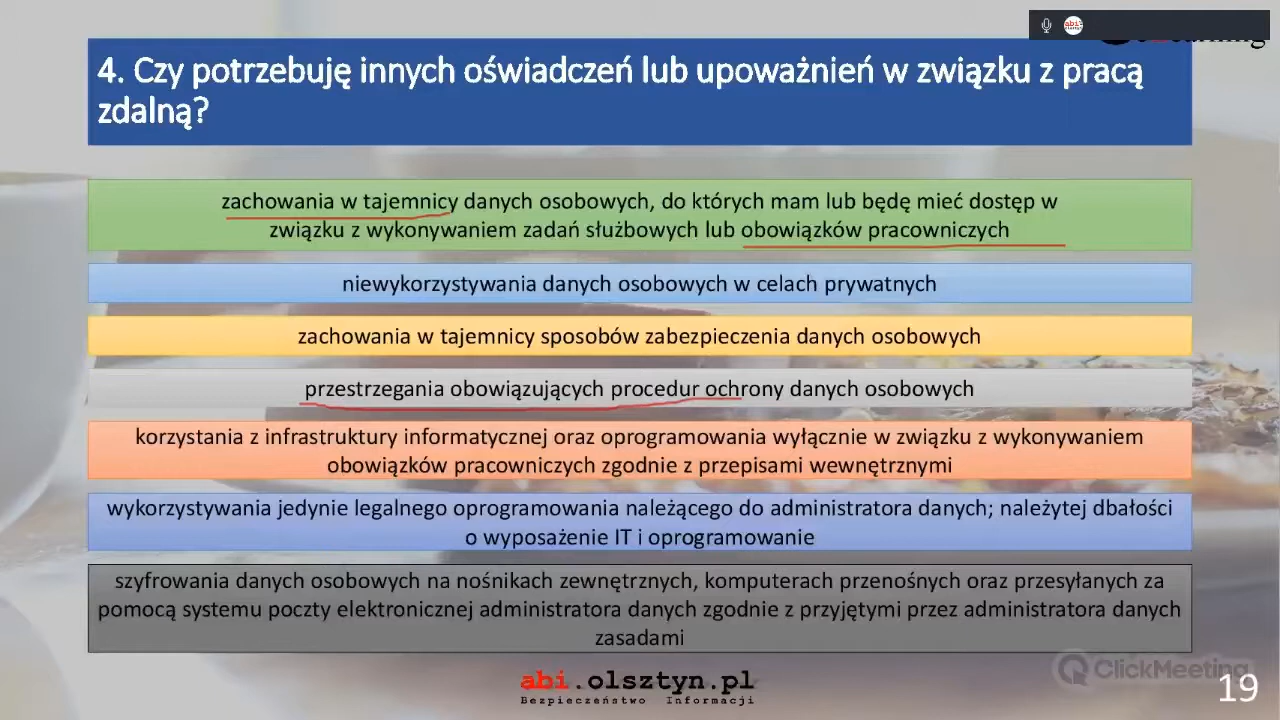 4. Czy potrzebuję innych oświadczeń lub upoważnień w związku z pracą
zdalną?
zachowania w tajemnicy danych osobowych, do których mam lub będę mieć dostęp w
związku z wykonywaniem zadań służbowych lub obowiązków pracowniczych
niewykorzystywania danych osobowych w celach prywatnych
zachowania w tajemnicy sposobów zabezpieczenia danych osobowych
przestrzegania obowiązujących procedur ochrony danych osobowych
korzystania z infrastruktury informatycznej oraz oprogramowania wyłącznie w związku z wykonywaniem
obowiązków pracowniczych zgodnie z przepisami wewnętrznymi
wykorzystywania jedynie legalnego oprogramowania należącego do administratora danych; należytej dbałości
o wyposażenie IT i oprogramowanie
szyfrowania danych osobowych na nośnikach zewnętrznych, komputerach przenośnych oraz przesyłanych za
pomocą systemu poczty elektronicznej administratora danych zgodnie z przyjętymi przez administratora danych
zasadami
abi.olsztyn.pl
Bezpieczeństwo Informacji
ClickMeeting
19